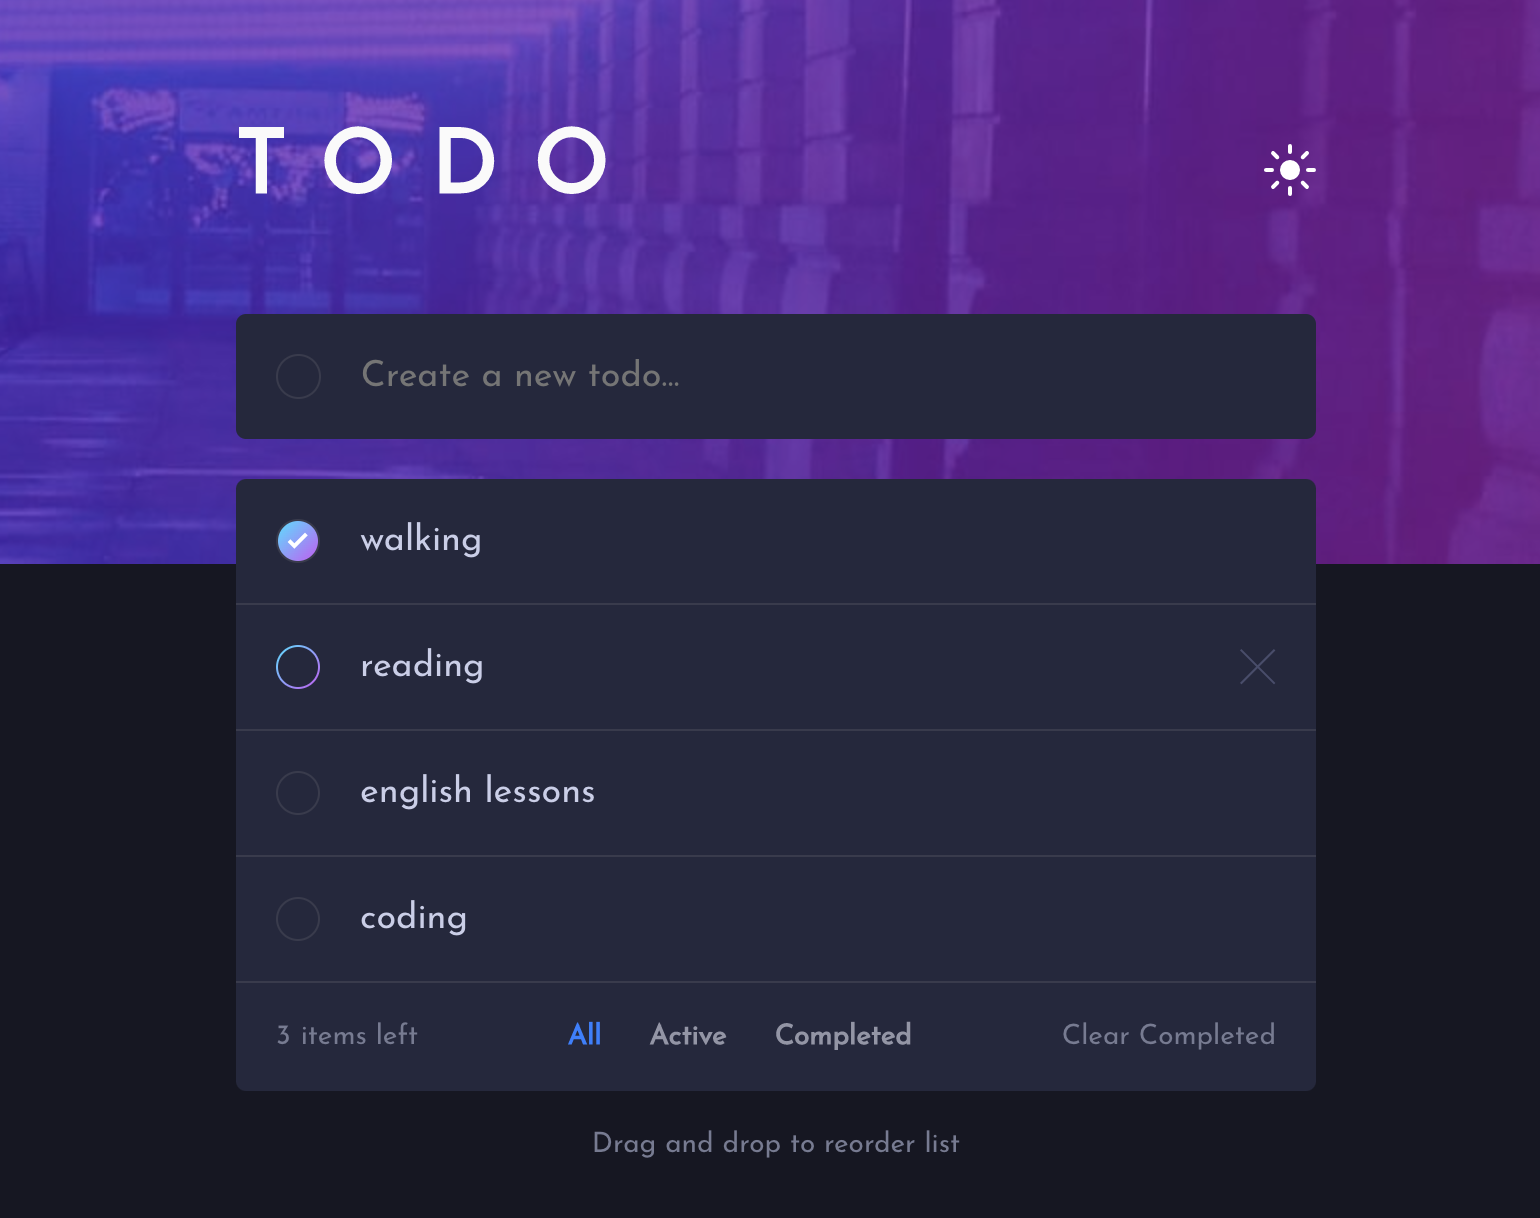 TODO
Create a new todo...
walking
reading
english lessons
coding
3 items left All Active Completed Clear Completed
Drag and drop to reorder list